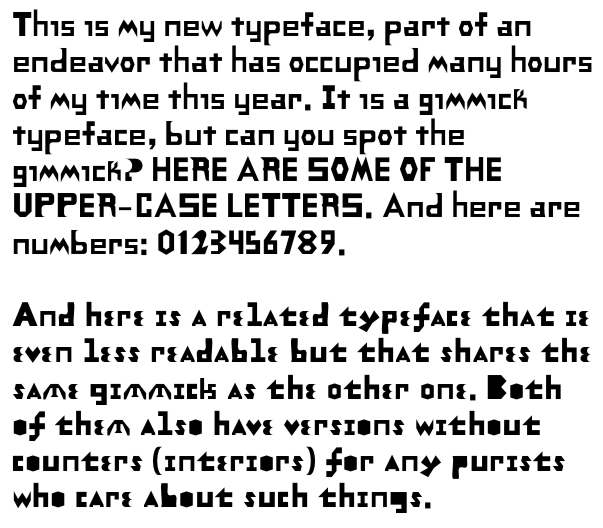 This is my new typeface, part of an
endeavor that has occupied many hours
of my time this year. It is a gimmick
typeface, but can you spot the
gimmick? HERE ARE SOME OF THE
UPPER-CASE LETTERS. And here are
numbers: 0123456789.
And here is a related typeface that is
even less readable but that shares the
same gimmick as the other one. Both
of them also have versions without
counters (interiors) for any purists
who care about such things.